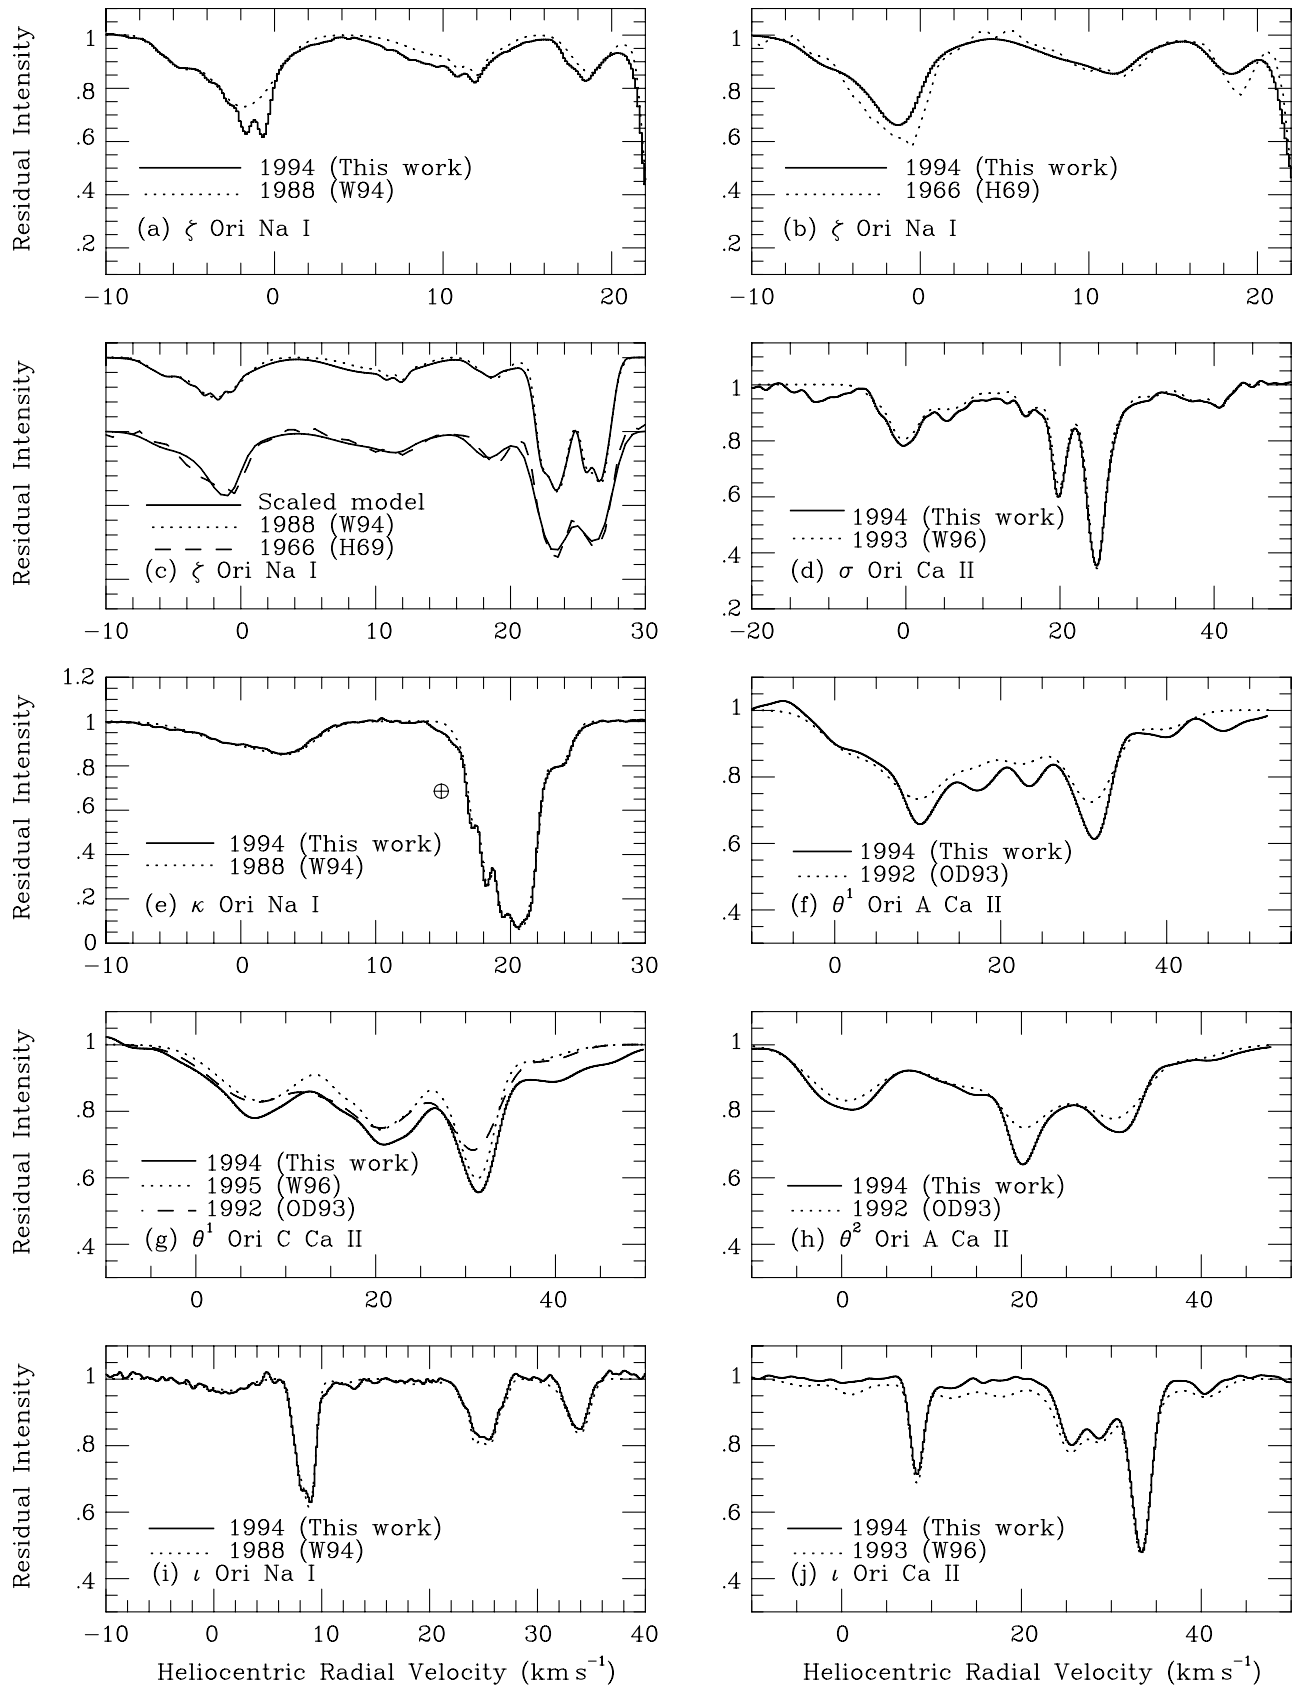 Residual Intensity
1
.8
.6
.4
.2
1994 (This work)
1988 (W94)
(a) ζ Ori Na I
−10 0 10 20
1
.8
.6
.4
.2
1994 (This work)
1966 (H69)
(b) ζ Ori Na I
−10 0 10 20
Residual Intensity
Scaled model
1988 (W94)
1966 (H69)
(c) ζ Ori Na I
−10 0 10 20 30
1
.8
.6
.4
.2
1994 (This work)
1993 (W96)
(d) σ Ori Ca II
−20 0 20 40
Residual Intensity
1.2
1
.8
.6
.4
.2
0
⊕
1994 (This work)
1988 (W94)
(e) κ Ori Na I
−10 0 10 20 30
1
.8
.6
.4
1994 (This work)
1992 (OD93)
(f) θ¹ Ori A Ca II
0 20 40
Residual Intensity
1
.8
.6
.4
1994 (This work)
1995 (W96)
1992 (OD93)
(g) θ¹ Ori C Ca II
0 20 40
1
.8
.6
.4
1994 (This work)
1992 (OD93)
(h) θ² Ori A Ca II
0 20 40
Residual Intensity
1
.8
.6
.4
1994 (This work)
1988 (W94)
(i) ι Ori Na I
−10 0 10 20 30 40
Heliocentric Radial Velocity (km s⁻¹)
1
.8
.6
.4
1994 (This work)
1993 (W96)
(j) ι Ori Ca II
0 20 40
Heliocentric Radial Velocity (km s⁻¹)